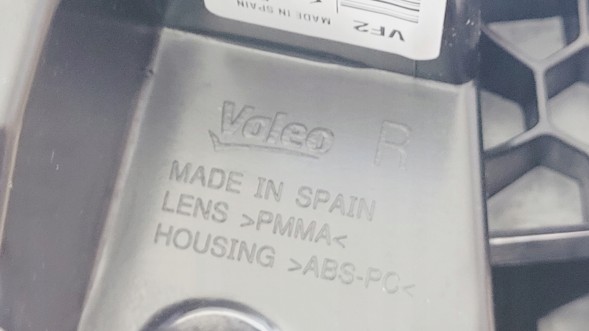 MADE IN SPAIN
VF2
Valeo R
MADE IN SPAIN
LENS >PMMA<
HOUSING >ABS-PC<